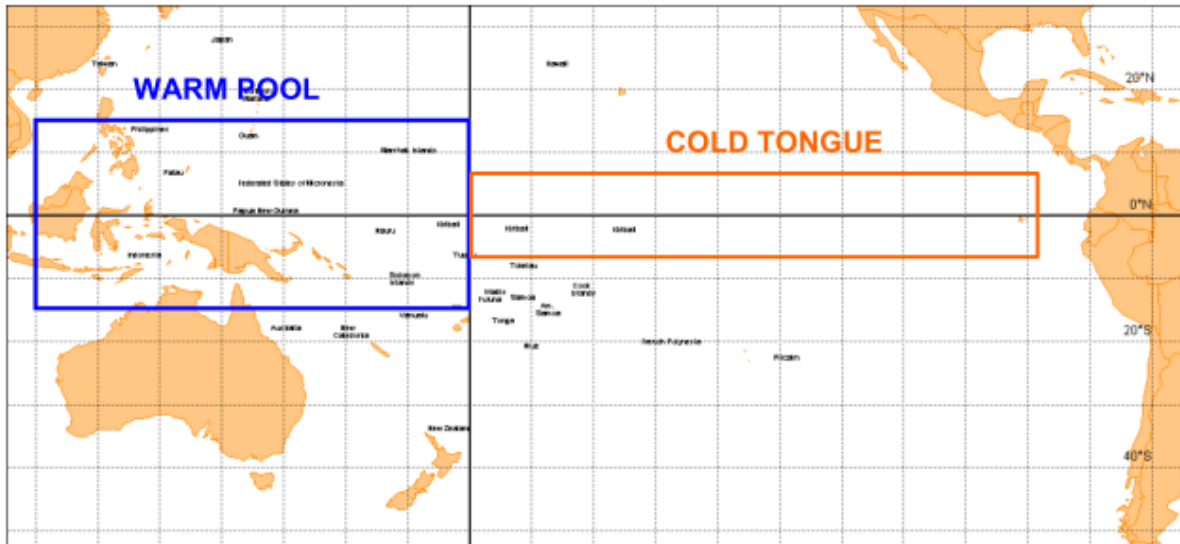 Japan
Taiwan
Hawaii
20°N
WARM POOL
COLD TONGUE
Philippines
Guam
Marshall Islands
Palau
Federated States of Micronesia
Papua New Guinea
0°N
Kiribati
Kiribati
Kiribati
Nauru
Indonesia
Tokelau
Solomon
Islands
Cook
Islands
Wallis
Futuna
Samoa
Am.
Samoa
Vanuatu
Tonga
Australia
New
Caledonia
20°S
Niue
French Polynesia
Pitcairn
New Zealand
40°S